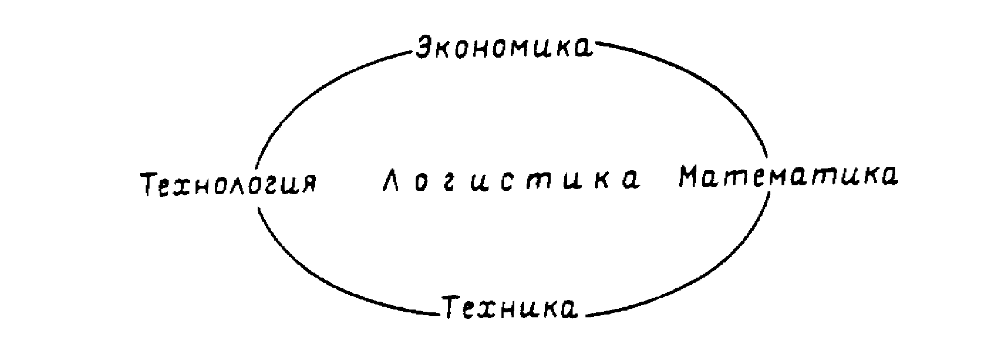 Экономика
Технология Логистика Математика
Техника